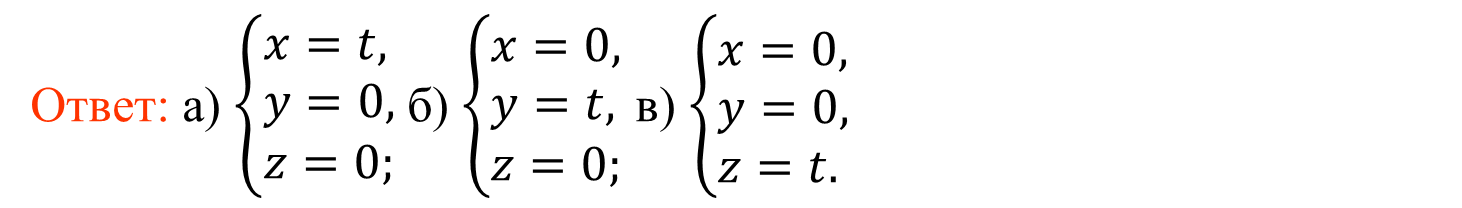 Ответ: а) { x = t, y = 0, z = 0; б) { x = 0, y = t, z = 0; в) { x = 0, y = 0, z = t.